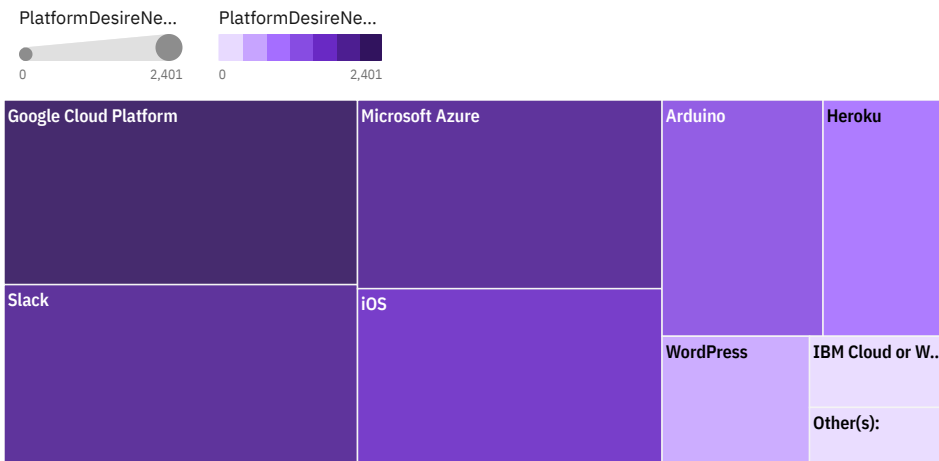 PlatformDesireNe...
PlatformDesireNe...
0
2,401
0
2,401
Google Cloud Platform
Microsoft Azure
Arduino
Heroku
Slack
iOS
WordPress
IBM Cloud or W..
Other(s):